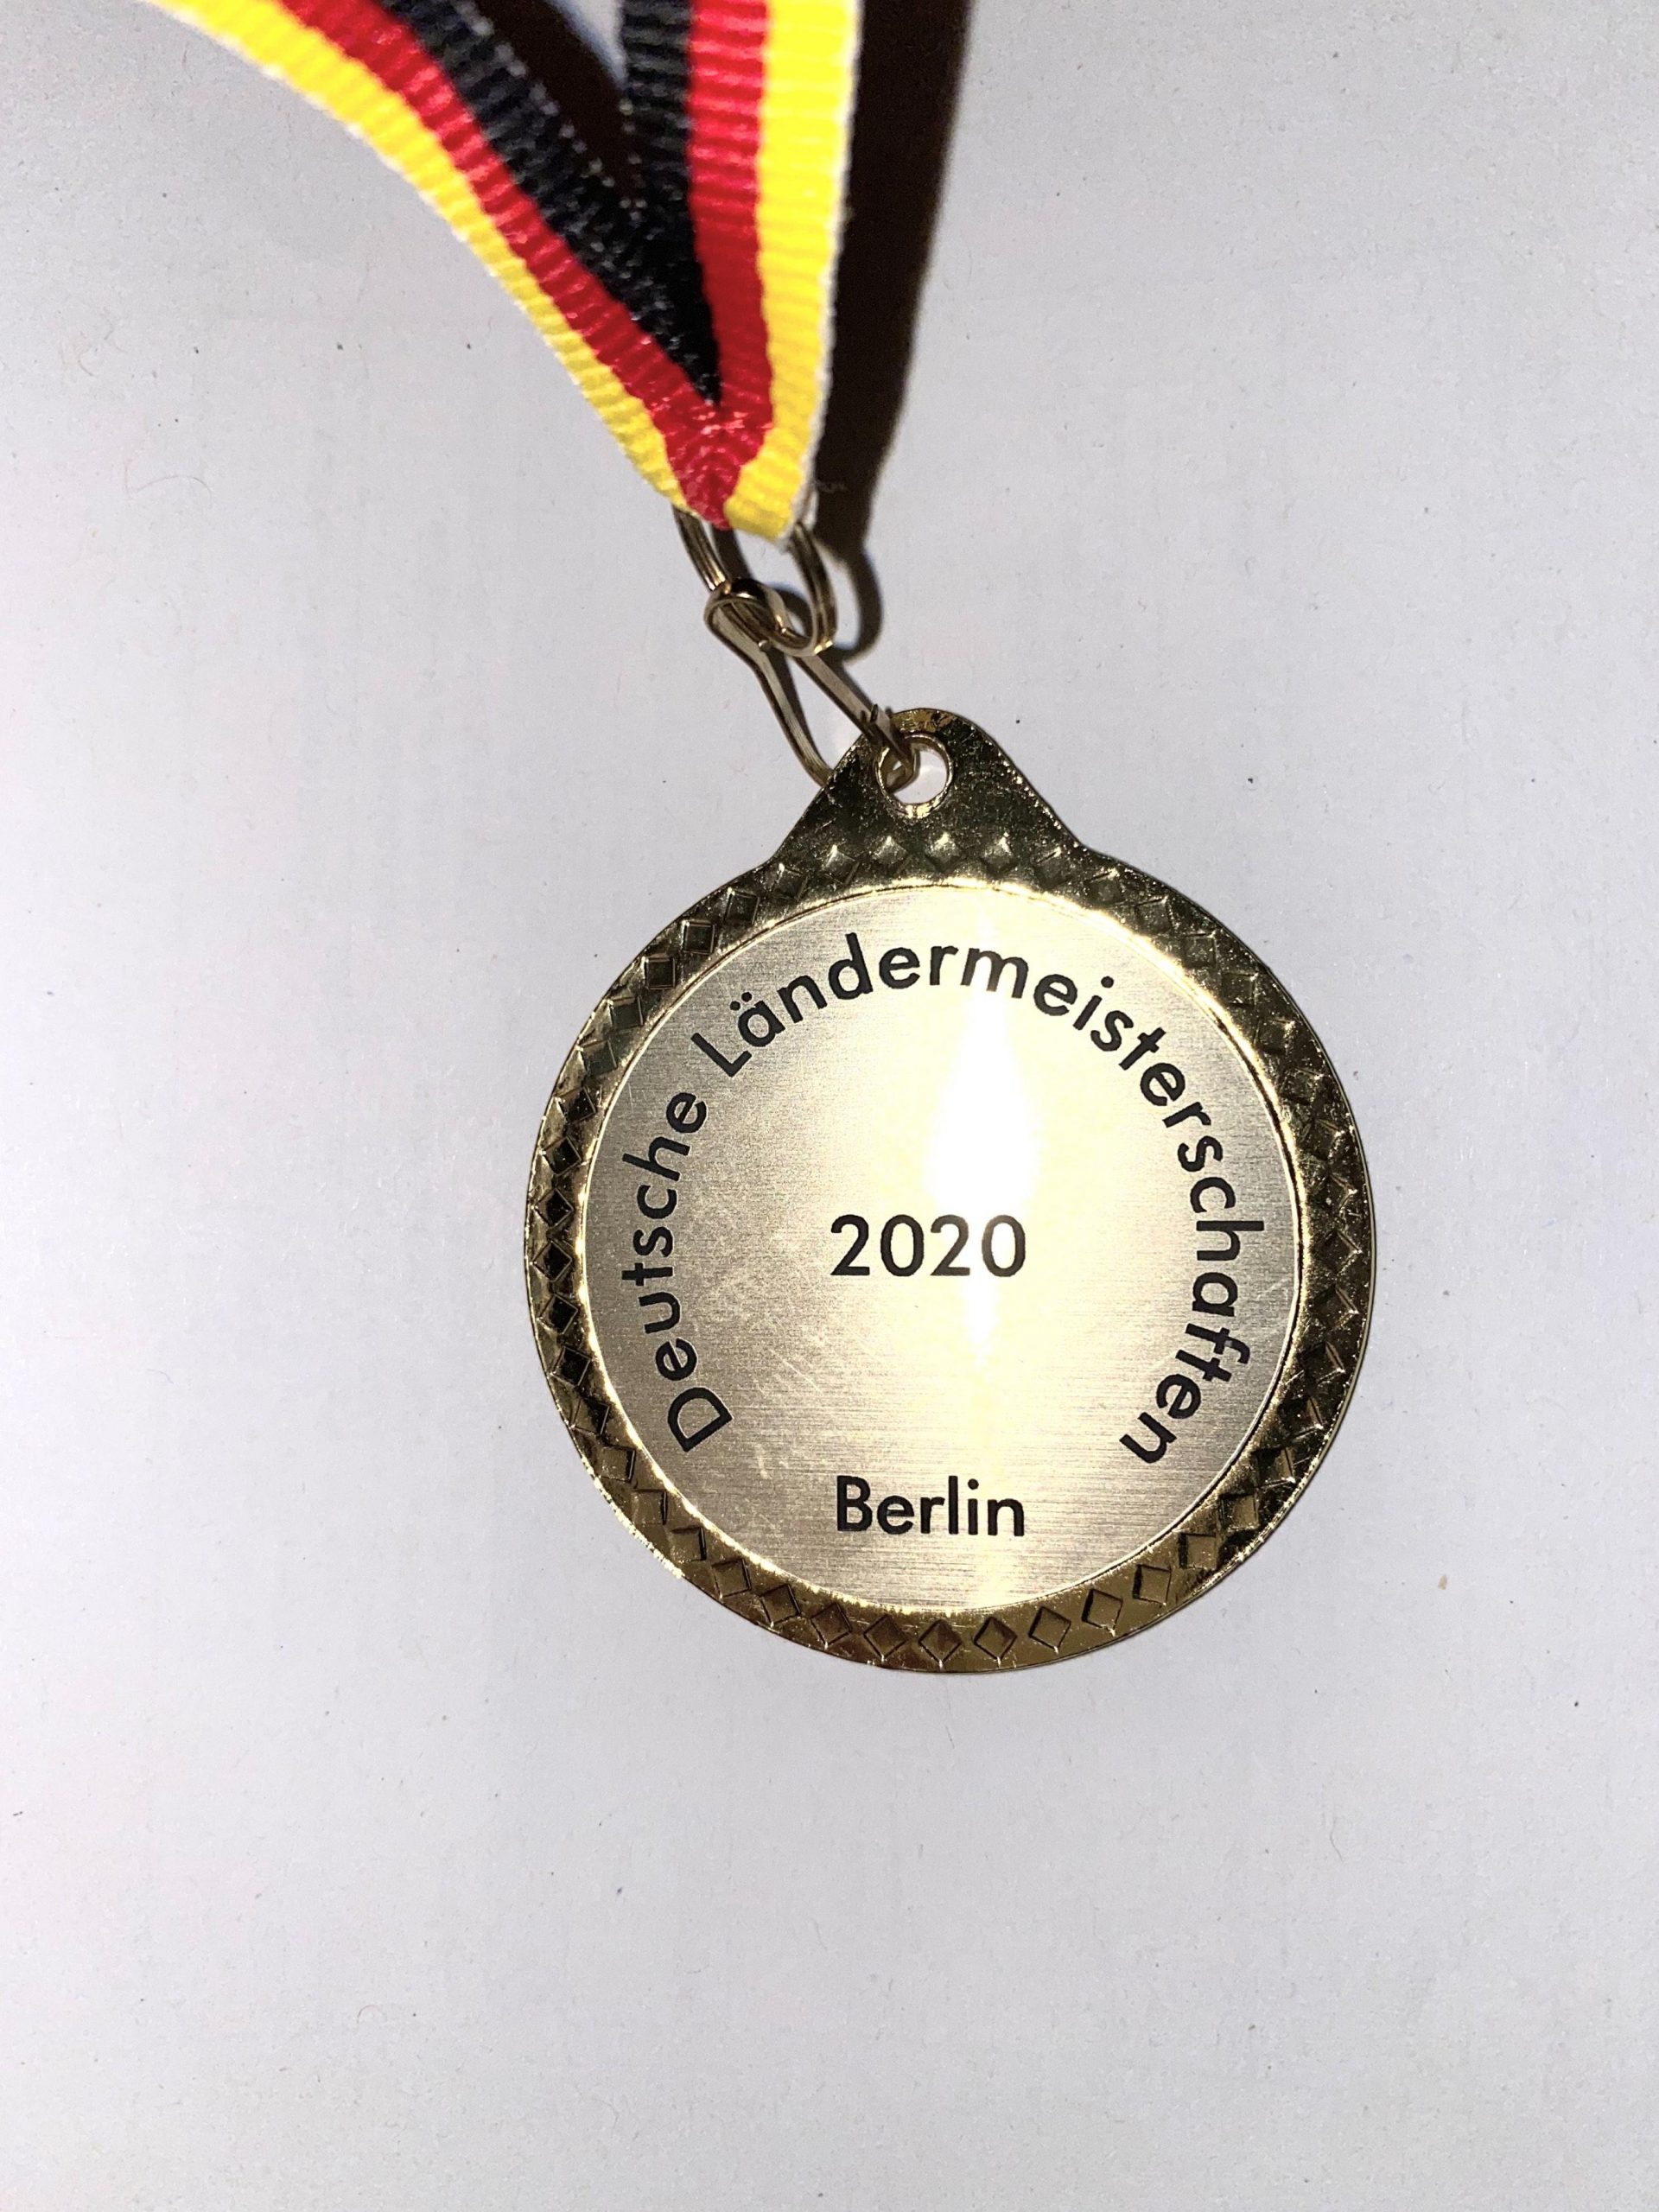 Deutsche Ländermeisterschaften
2020
Berlin